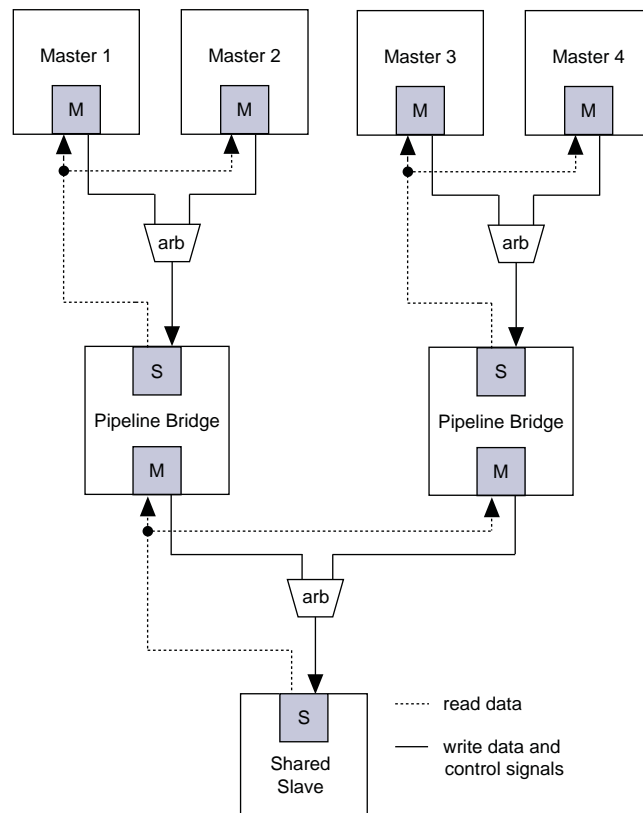 Master 1
Master 2
Master 3
Master 4
M
M
M
M
arb
arb
S
S
Pipeline Bridge
Pipeline Bridge
M
M
arb
S
Shared
Slave
read data
write data and
control signals